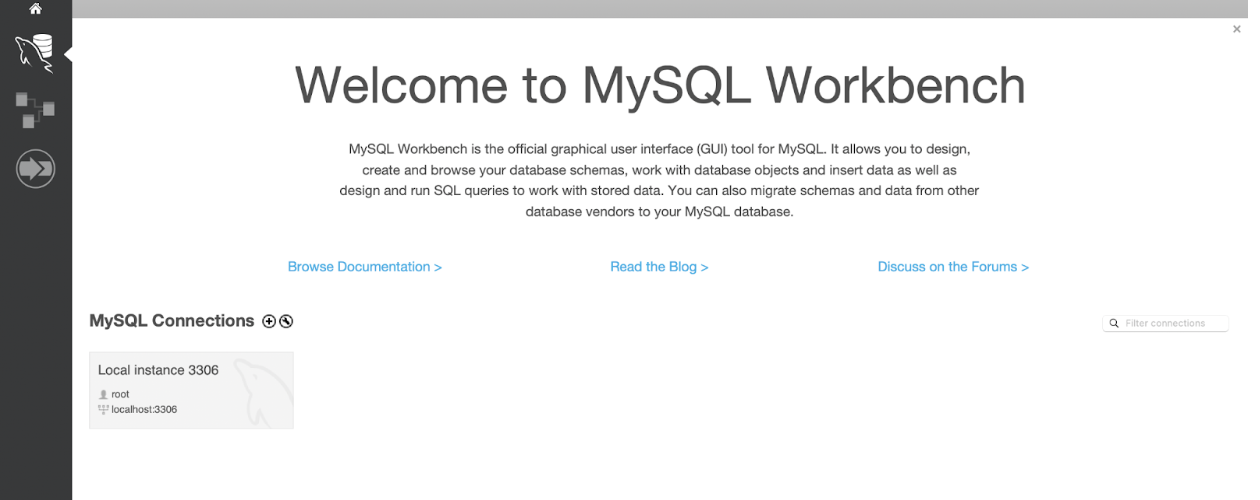 Welcome to MySQL Workbench
MySQL Workbench is the official graphical user interface (GUI) tool for MySQL. It allows you to design,
create and browse your database schemas, work with database objects and insert data as well as
design and run SQL queries to work with stored data. You can also migrate schemas and data from other
database vendors to your MySQL database.
Browse Documentation >
Read the Blog >
Discuss on the Forums >
MySQL Connections
Filter connections
Local instance 3306
root
localhost:3306